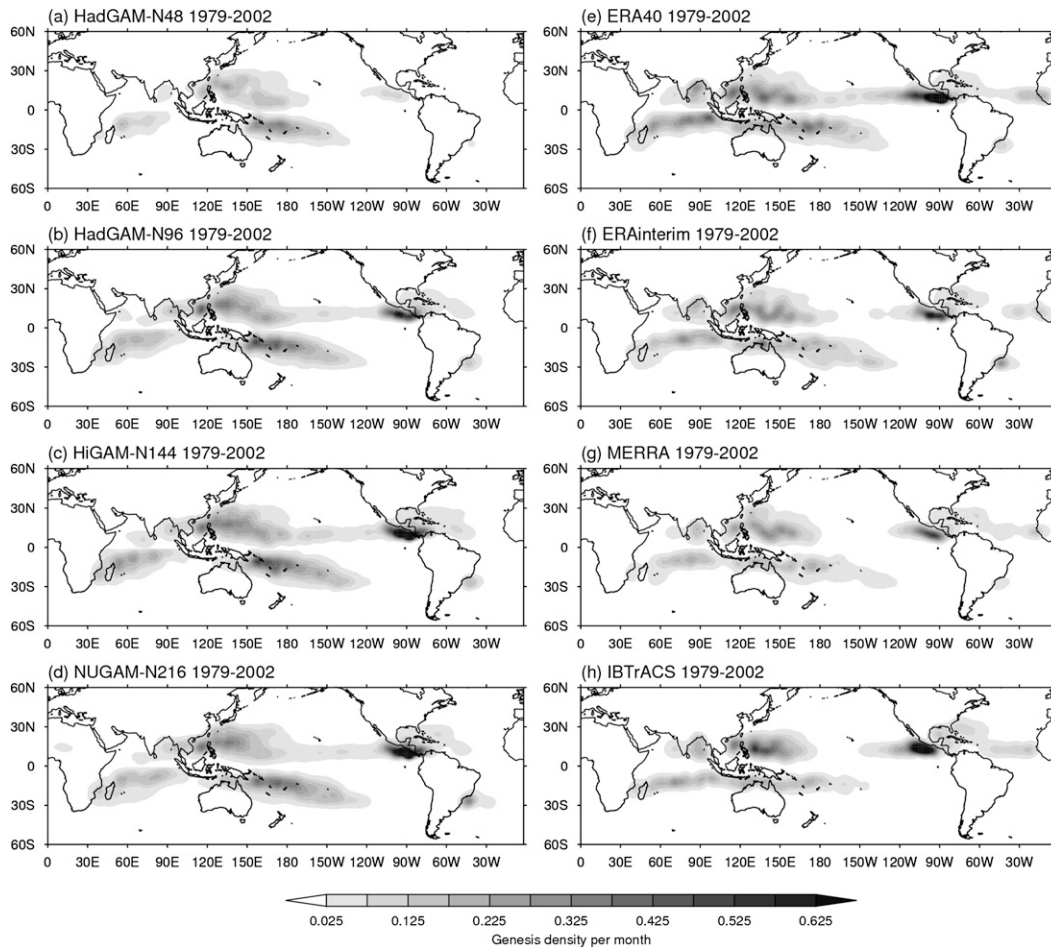 (a) HadGAM-N48 1979-2002
60N
30N
0
30S
60S
0 30E 60E 90E 120E 150E 180 150W 120W 90W 60W 30W
(b) HadGAM-N96 1979-2002
60N
30N
0
30S
60S
0 30E 60E 90E 120E 150E 180 150W 120W 90W 60W 30W
(c) HiGAM-N144 1979-2002
60N
30N
0
30S
60S
0 30E 60E 90E 120E 150E 180 150W 120W 90W 60W 30W
(d) NUGAM-N216 1979-2002
60N
30N
0
30S
60S
0 30E 60E 90E 120E 150E 180 150W 120W 90W 60W 30W
(e) ERA40 1979-2002
60N
30N
0
30S
60S
0 30E 60E 90E 120E 150E 180 150W 120W 90W 60W 30W
(f) ERAinterim 1979-2002
60N
30N
0
30S
60S
0 30E 60E 90E 120E 150E 180 150W 120W 90W 60W 30W
(g) MERRA 1979-2002
60N
30N
0
30S
60S
0 30E 60E 90E 120E 150E 180 150W 120W 90W 60W 30W
(h) IBTrACS 1979-2002
60N
30N
0
30S
60S
0 30E 60E 90E 120E 150E 180 150W 120W 90W 60W 30W
0.025 0.125 0.225 0.325 0.425 0.525 0.625
Genesis density per month